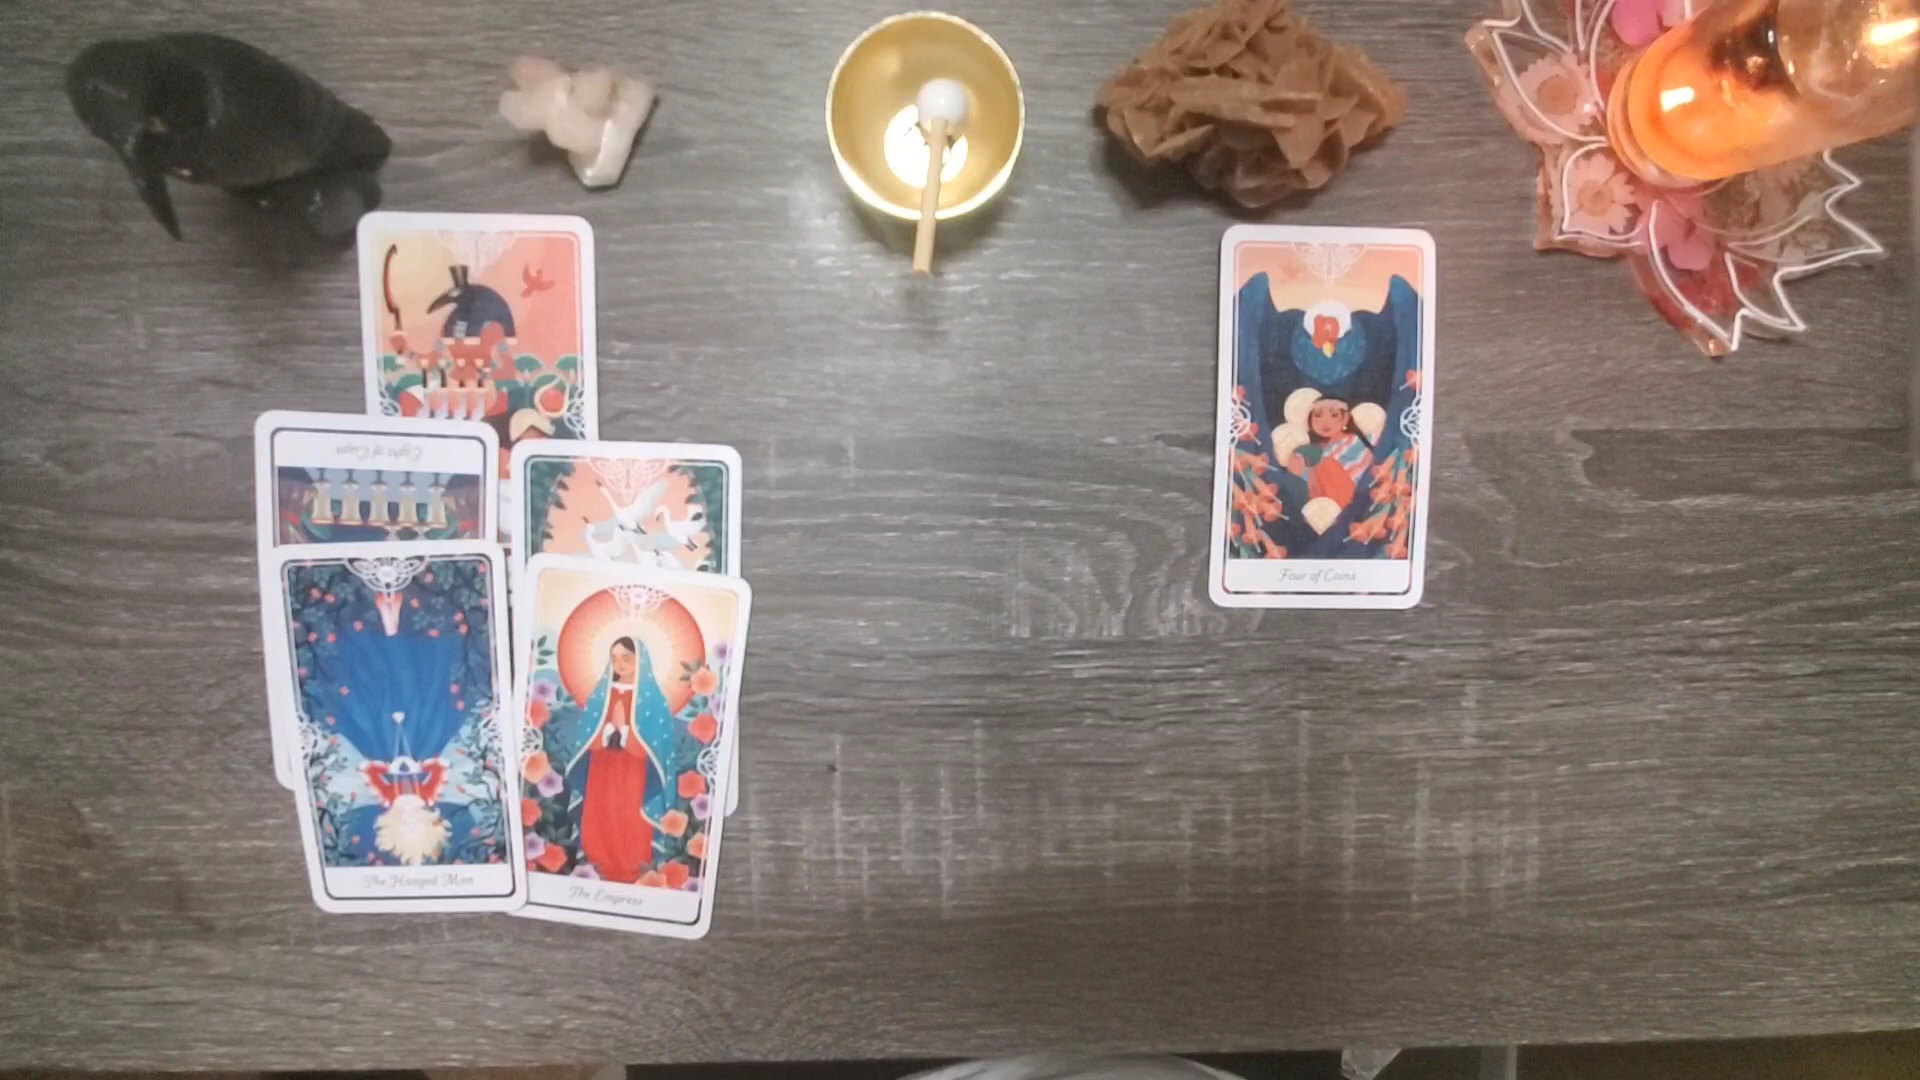 Eight of Cups
Four of Coins
The Hanged Man
The Empress